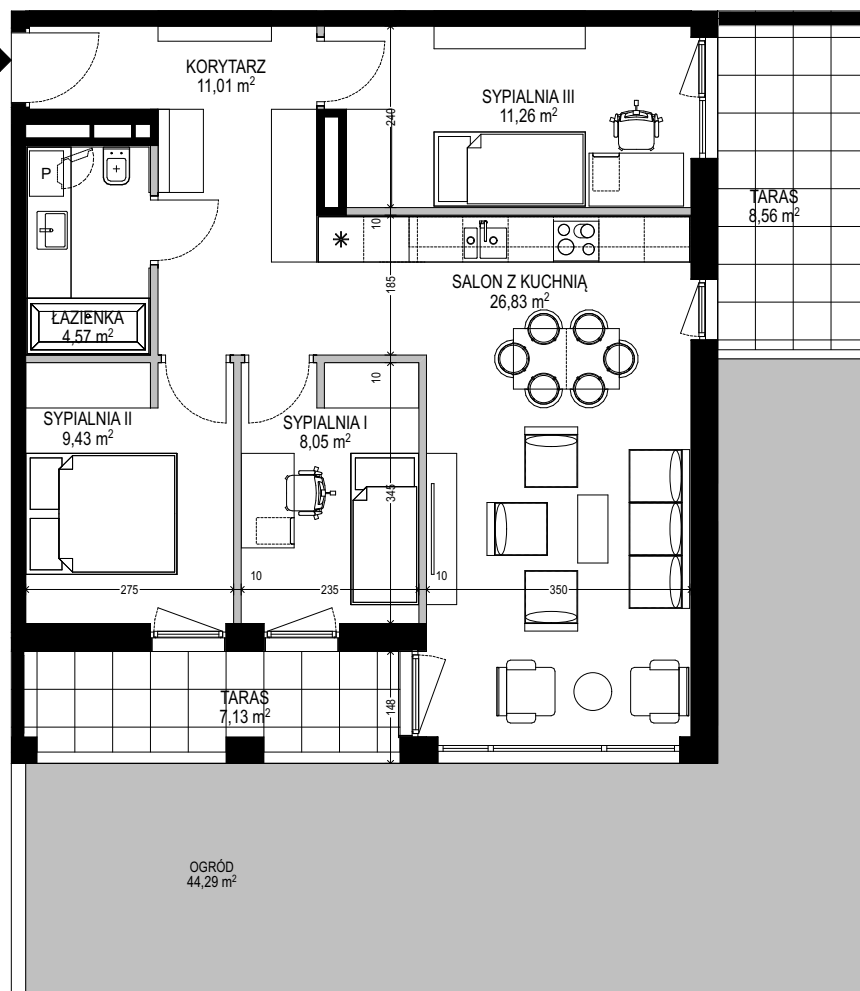 KORYTARZ
11,01 m²
SYPIALNIA III
11,26 m²
240
P
TARAS
8,56 m²
10
SALON Z KUCHNIĄ
26,83 m²
185
ŁAZIENKA
4,57 m²
10
SYPIALNIA II
9,43 m²
SYPIALNIA I
8,05 m²
345
10
10
275
235
350
TARAS
7,13 m²
148
OGRÓD
44,29 m²